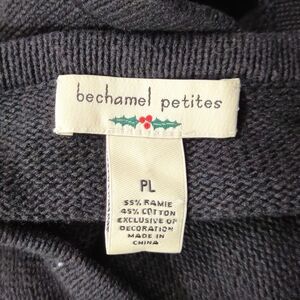 bechamel petites
PL
55% RAMIE
45% COTTON
EXCLUSIVE OF
DECORATION
MADE IN
CHINA